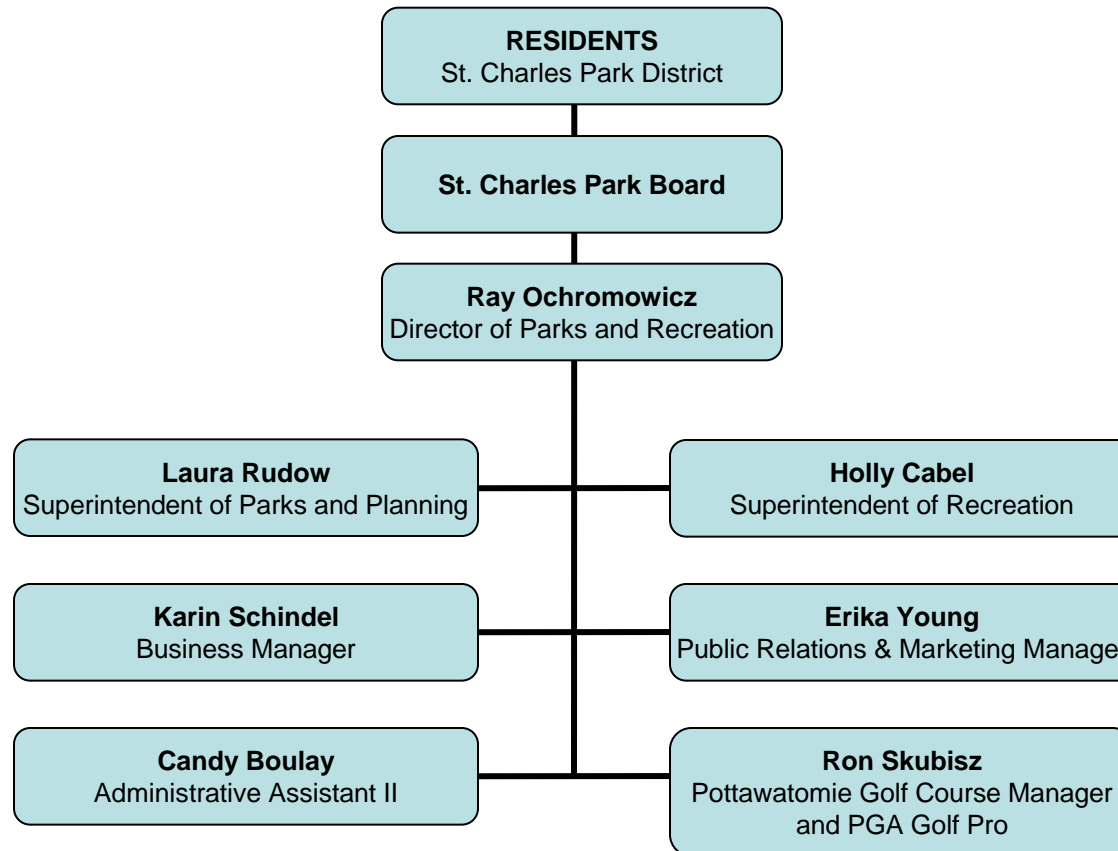 RESIDENTS
St. Charles Park District
St. Charles Park Board
Ray Ochromowicz
Director of Parks and Recreation
Laura Rudow
Superintendent of Parks and Planning
Holly Cabel
Superintendent of Recreation
Karin Schindel
Business Manager
Erika Young
Public Relations & Marketing Manage
Candy Boulay
Administrative Assistant II
Ron Skubisz
Pottawatomie Golf Course Manager
and PGA Golf Pro